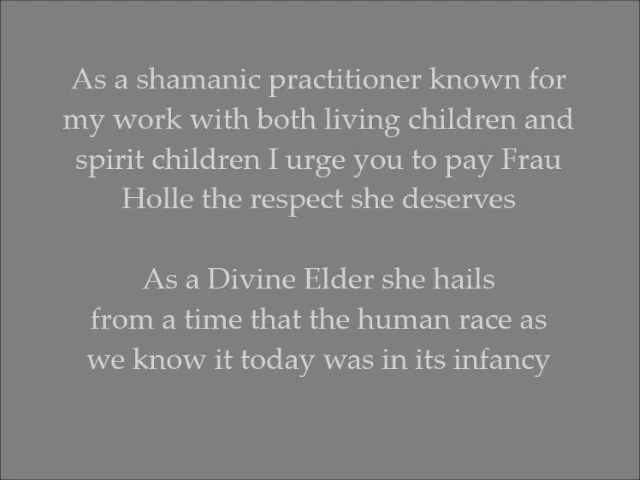 As a shamanic practitioner known for
my work with both living children and
spirit children I urge you to pay Frau
Holle the respect she deserves
As a Divine Elder she hails
from a time that the human race as
we know it today was in its infancy